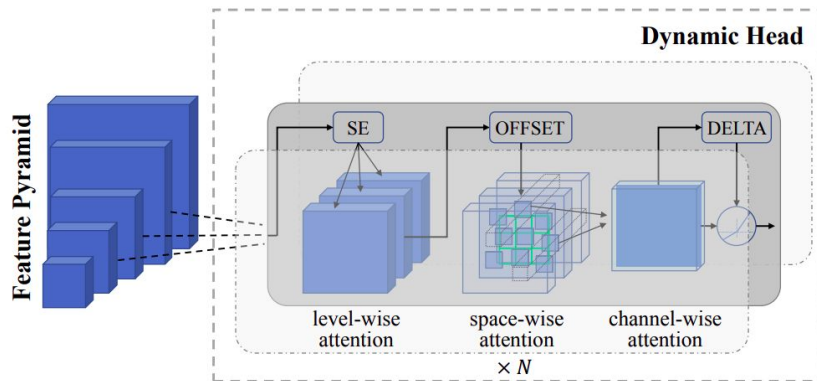 Dynamic Head
Feature Pyramid
SE
OFFSET
DELTA
level-wise
attention
space-wise
attention
channel-wise
attention
× N